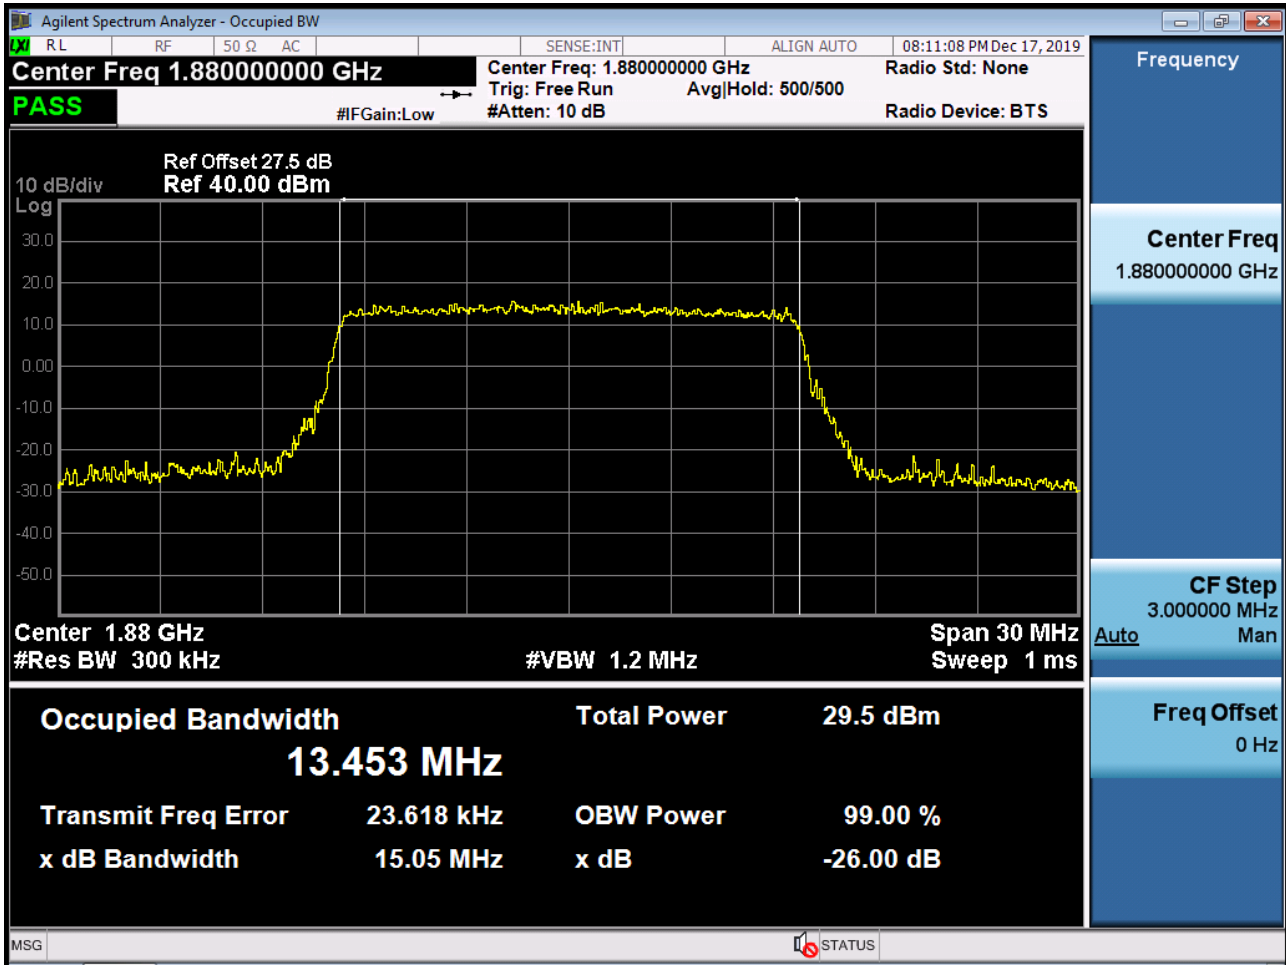 Agilent Spectrum Analyzer - Occupied BW
LXI RL RF 50 Ω AC SENSE:INT ALIGN AUTO 08:11:08 PM Dec 17, 2019
Center Freq 1.880000000 GHz
Center Freq: 1.880000000 GHz
Radio Std: None
Trig: Free Run Avg|Hold: 500/500
PASS
#IFGain:Low
#Atten: 10 dB
Radio Device: BTS
Frequency
Ref Offset 27.5 dB
10 dB/div Ref 40.00 dBm
Log
30.0
20.0
10.0
0.00
-10.0
-20.0
-30.0
-40.0
-50.0
Center 1.88 GHz Span 30 MHz
#Res BW 300 kHz #VBW 1.2 MHz Sweep 1 ms
Occupied Bandwidth Total Power 29.5 dBm
13.453 MHz
Transmit Freq Error 23.618 kHz OBW Power 99.00 %
x dB Bandwidth 15.05 MHz x dB -26.00 dB
Center Freq
1.880000000 GHz
CF Step
3.000000 MHz
Auto Man
Freq Offset
0 Hz
MSG STATUS